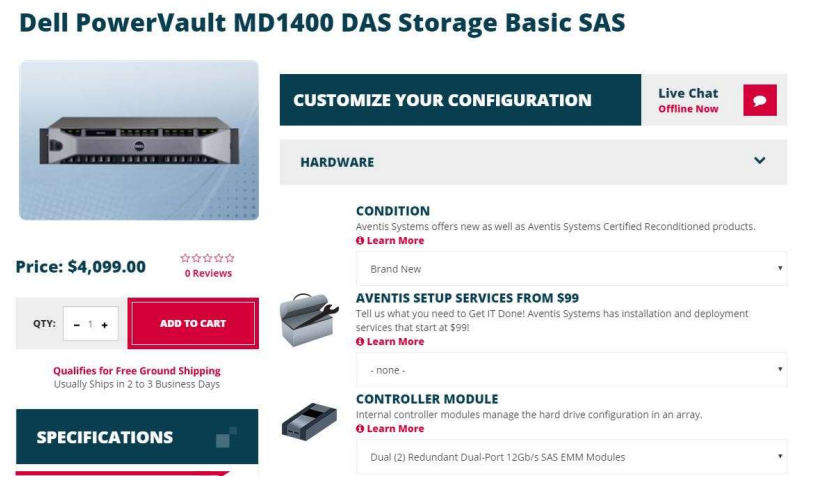 Dell PowerVault MD1400 DAS Storage Basic SAS
CUSTOMIZE YOUR CONFIGURATION
Live Chat
Offline Now
HARDWARE
CONDITION
Aventis Systems offers new as well as Aventis Systems Certified Reconditioned products.
Learn More
Brand New
Price: $4,099.00
0 Reviews
QTY: - 1 + ADD TO CART
Qualifies for Free Ground Shipping
Usually Ships in 2 to 3 Business Days
SPECIFICATIONS
AVENTIS SETUP SERVICES FROM $99
Tell us what you need to Get IT Done! Aventis Systems has installation and deployment
services that start at $99!
Learn More
- none -
CONTROLLER MODULE
Internal controller modules manage the hard drive configuration in an array.
Learn More
Dual (2) Redundant Dual-Port 12Gb/s SAS EMM Modules